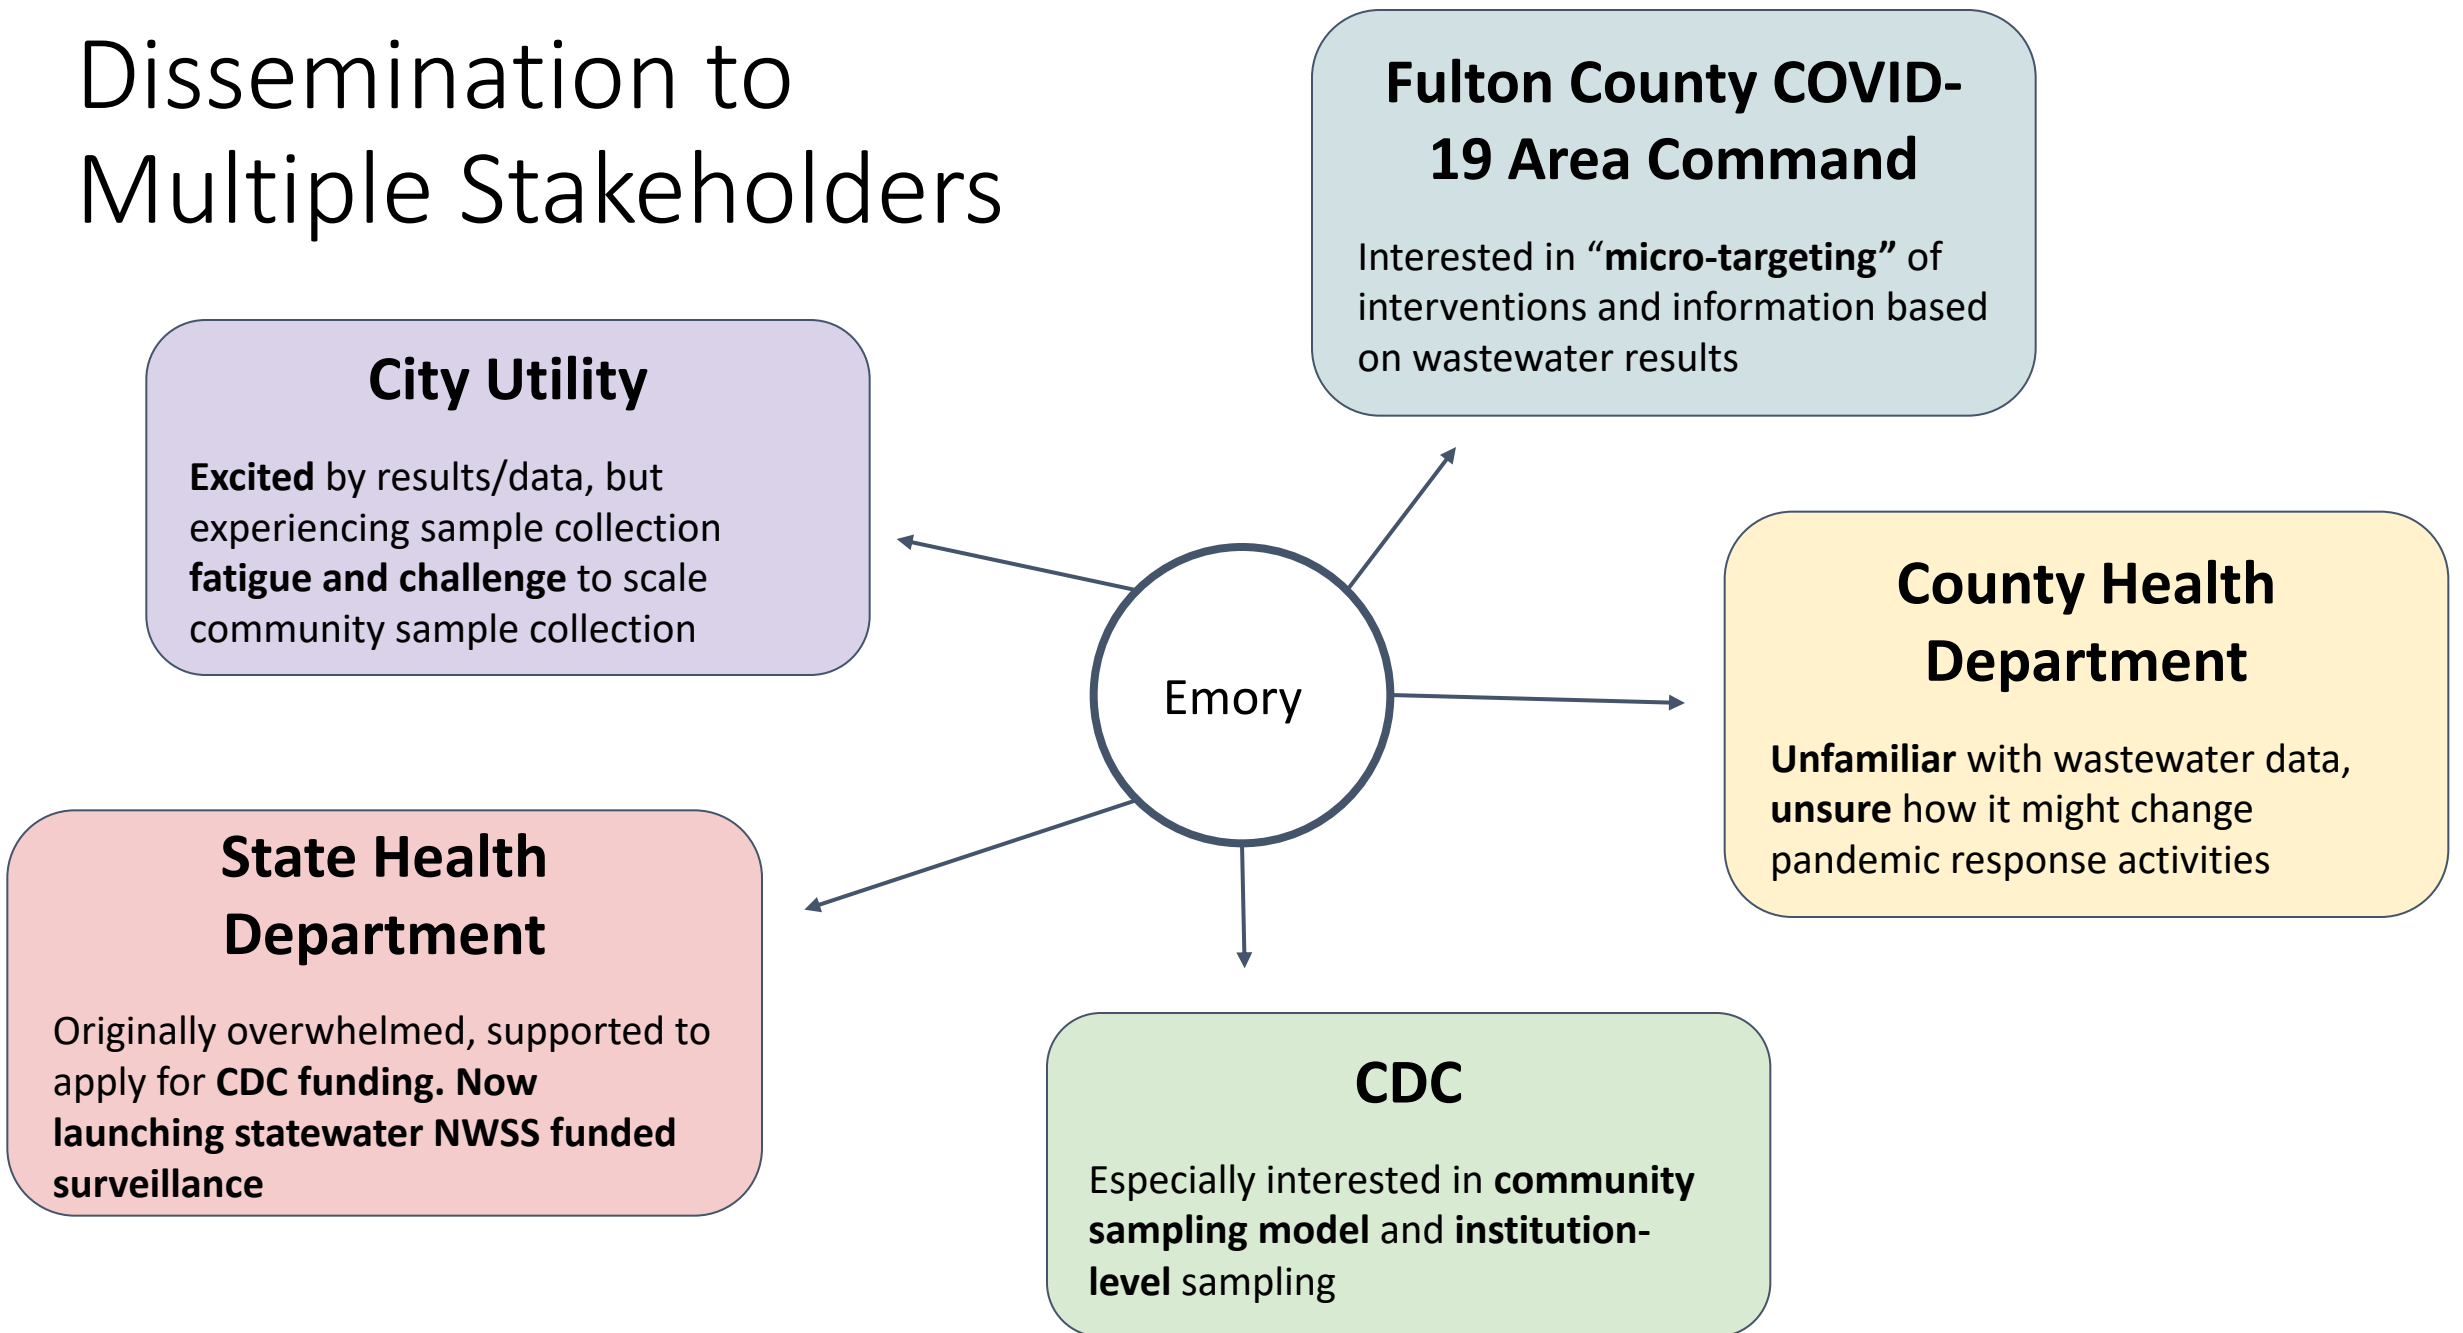 Dissemination to
Multiple Stakeholders
Fulton County COVID-
19 Area Command
Interested in “micro-targeting” of
interventions and information based
on wastewater results
City Utility
Excited by results/data, but
experiencing sample collection
fatigue and challenge to scale
community sample collection
County Health
Department
Unfamiliar with wastewater data,
unsure how it might change
pandemic response activities
Emory
State Health
Department
Originally overwhelmed, supported to
apply for CDC funding. Now
launching statewater NWSS funded
surveillance
CDC
Especially interested in community
sampling model and institution-
level sampling